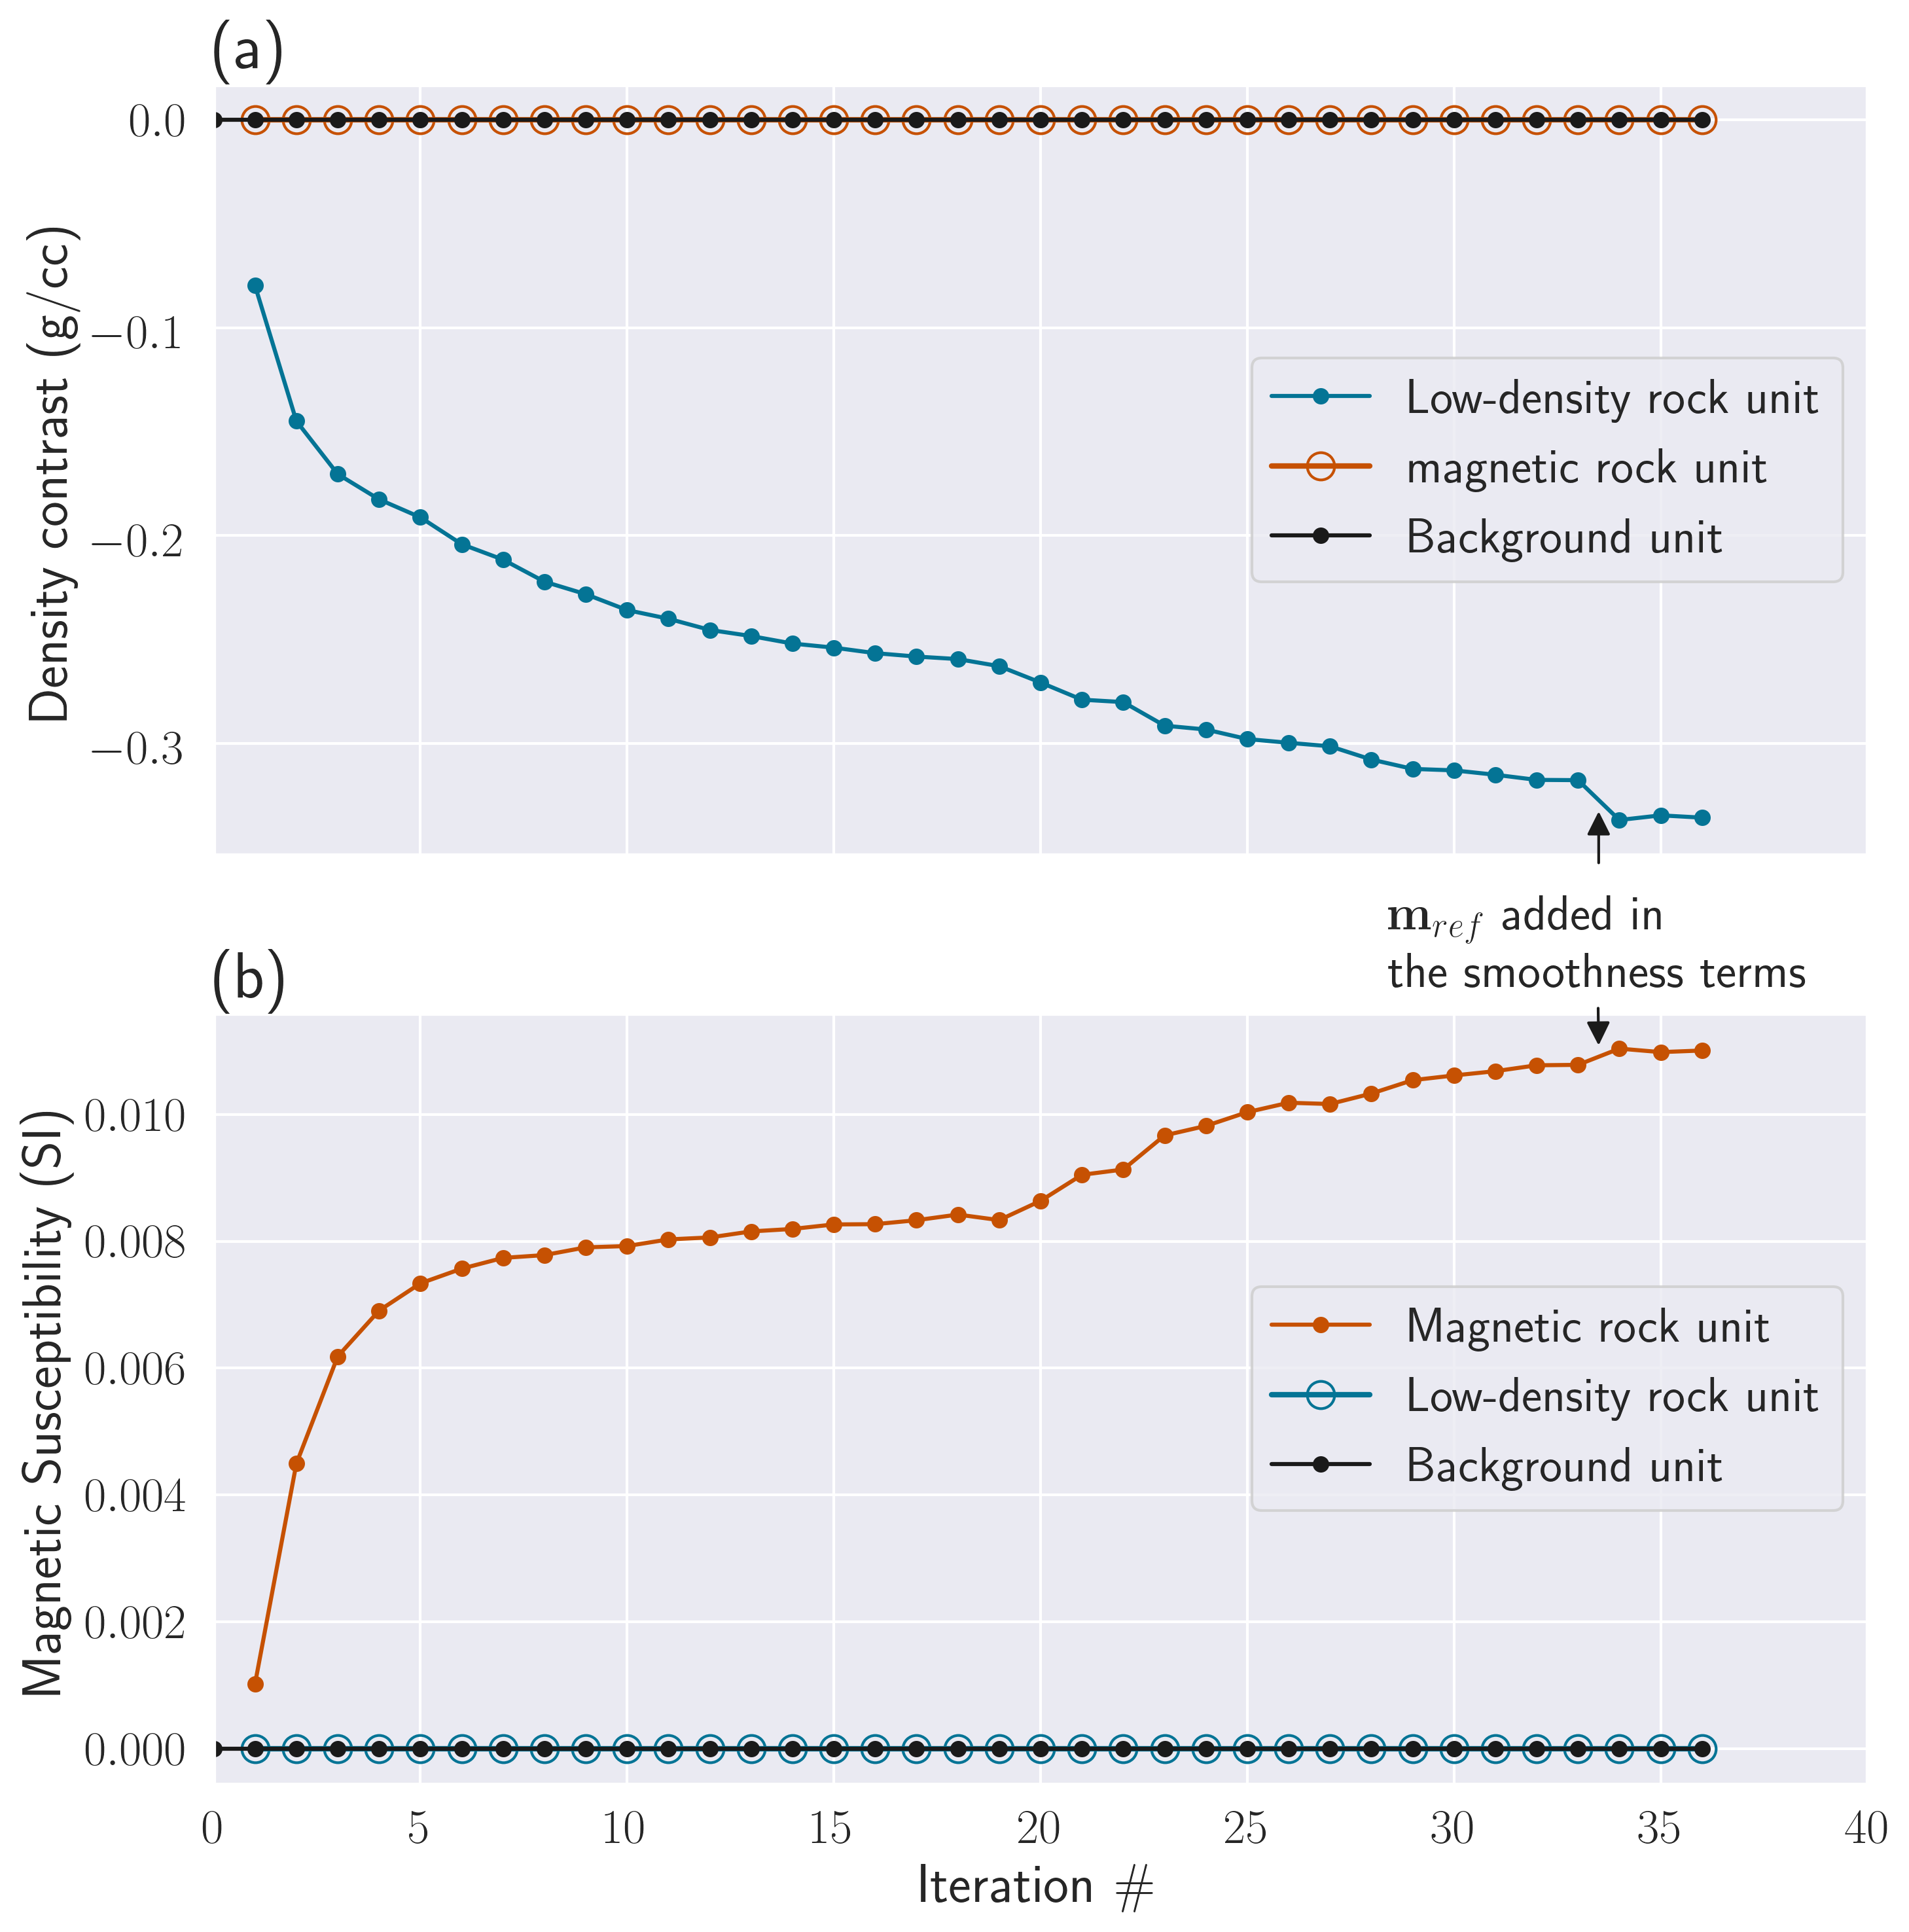 (a)
Density contrast (g/cc)
0.0
−0.1
−0.2
−0.3
Low-density rock unit
magnetic rock unit
Background unit
m_ref added in
the smoothness terms
(b)
Magnetic Susceptibility (SI)
0.010
0.008
0.006
0.004
0.002
0.000
Magnetic rock unit
Low-density rock unit
Background unit
0 5 10 15 20 25 30 35 40
Iteration #